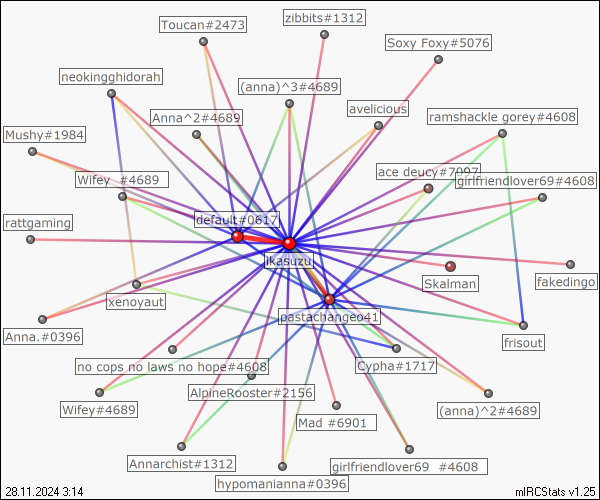 zibbits#1312
Toucan#2473
Soxy Foxy#5076
neokingghidorah
(anna)^3#4689
avelicious
Anna^2#4689
ramshackle gorey#4608
Mushy#1984
ace deucy#7097
Wifey  #4689
girlfriendlover69#4608
default#0617
rattgaming
ikasuzu
Skalman
fakedingo
xenoyaut
pastachangeo41
Anna.#0396
frisout
no cops no laws no hope#4608
Cypha#1717
AlpineRooster#2156
Wifey#4689
(anna)^2#4689
Mad #6901
Annarchist#1312
girlfriendlover69  #4608
hypomanianna#0396
28.11.2024 3:14
mIRCStats v1.25